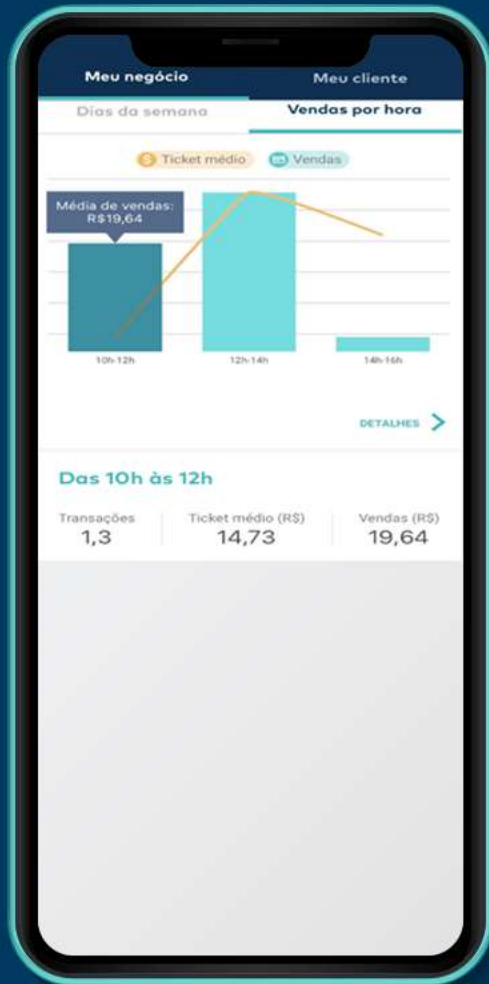 Meu negócio
Meu cliente
Dias da semana
Vendas por hora
$ Ticket médio
Vendas
Média de vendas:
R$19,64
10h-12h
12h-14h
14h-16h
DETALHES
Das 10h às 12h
Transações
Ticket médio (R$)
Vendas (R$)
1,3
14,73
19,64